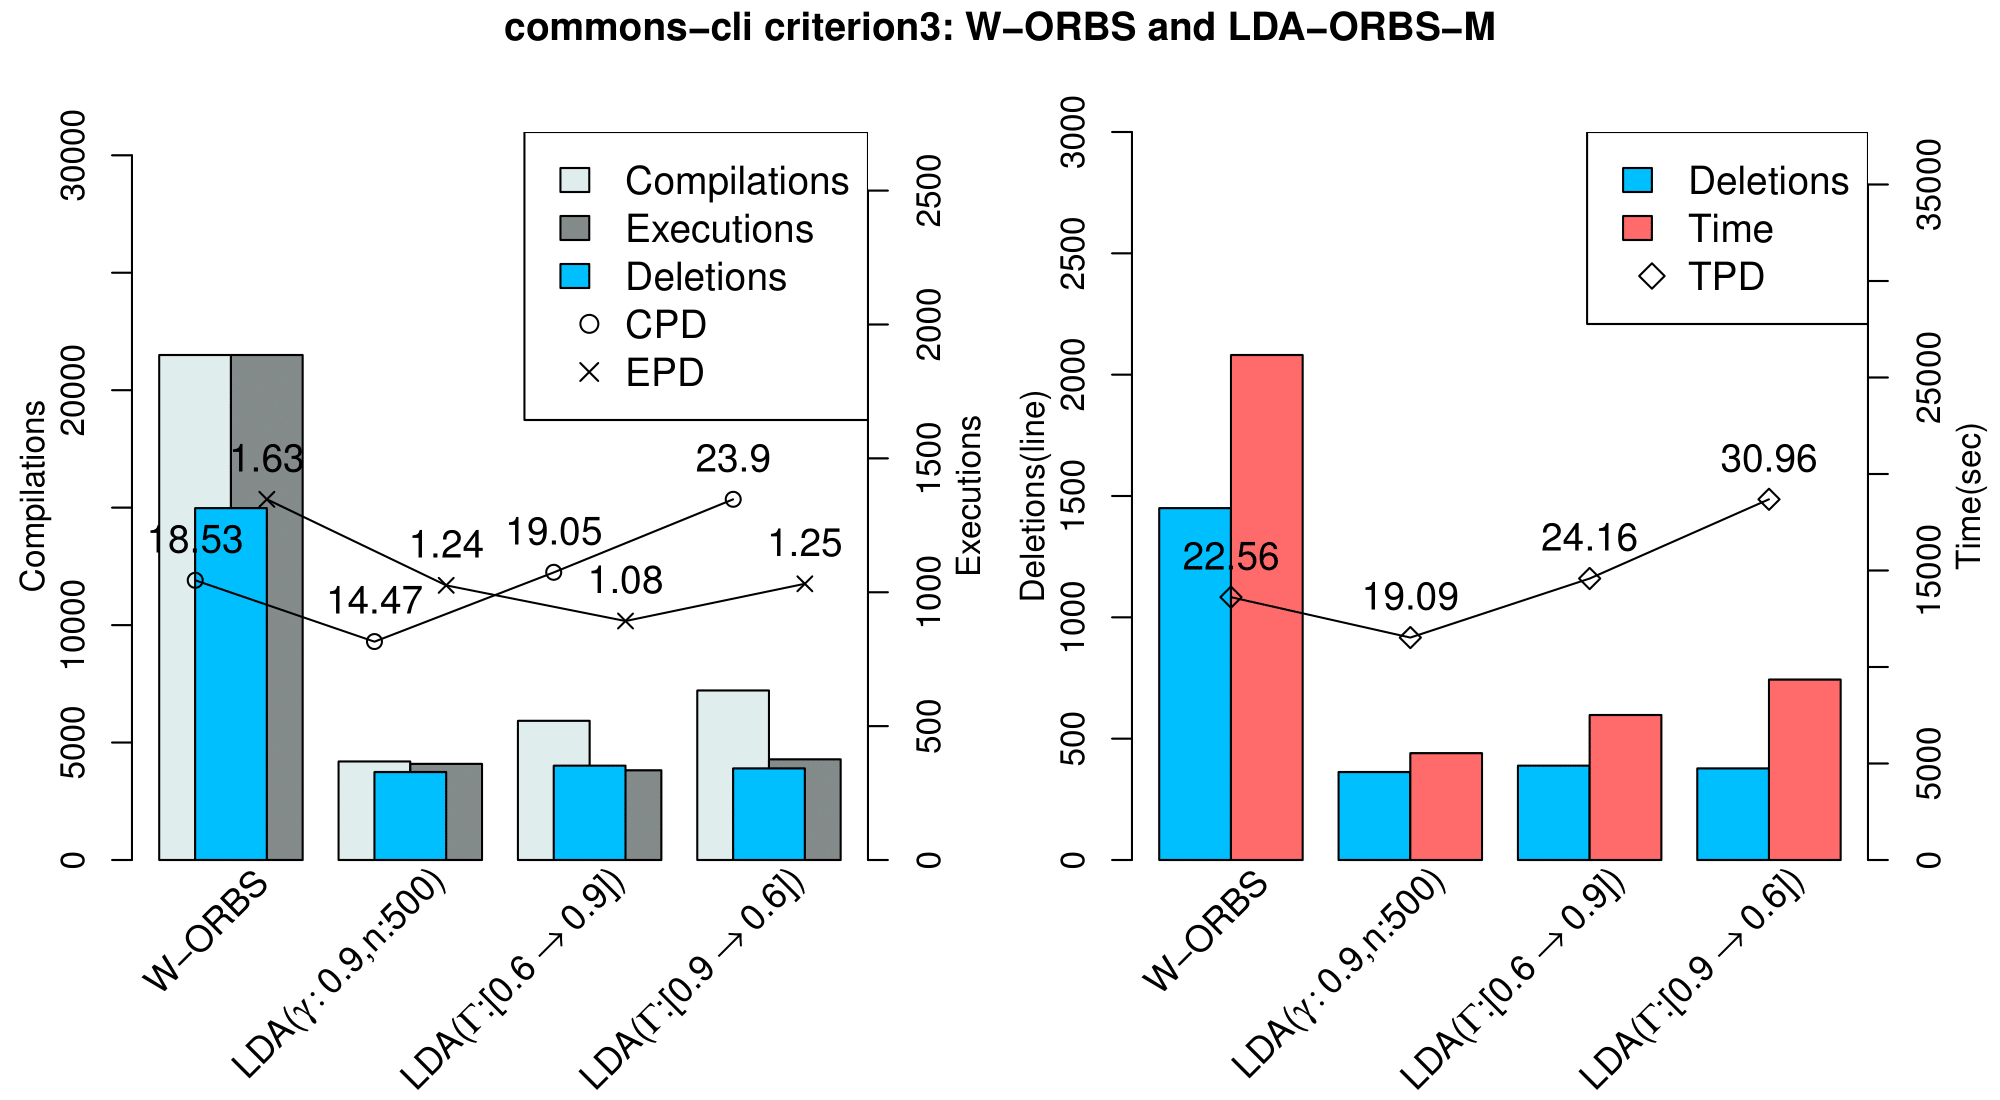 commons−cli criterion3: W−ORBS and LDA−ORBS−M
Compilations
30000
20000
10000
5000
0
Compilations
Executions
Deletions
CPD
EPD
1.63
18.53
14.47
1.24
19.05
1.08
23.9
1.25
2500
2000
1500
1000
500
0
Executions
W−ORBS
LDA(γ: 0.9,n:500)
LDA(Γ:[0.6 → 0.9])
LDA(Γ:[0.9 → 0.6])
Deletions(line)
3000
2500
2000
1500
1000
500
0
Deletions
Time
TPD
22.56
19.09
24.16
30.96
35000
25000
15000
5000
0
Time(sec)
W−ORBS
LDA(γ: 0.9,n:500)
LDA(Γ:[0.6 → 0.9])
LDA(Γ:[0.9 → 0.6])